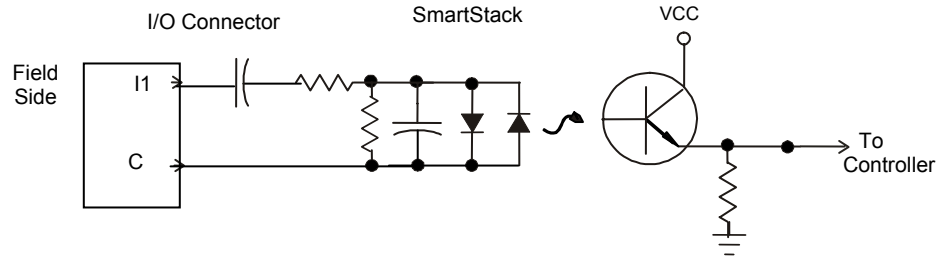 I/O Connector
SmartStack
VCC
Field
Side
I1
C
To
Controller